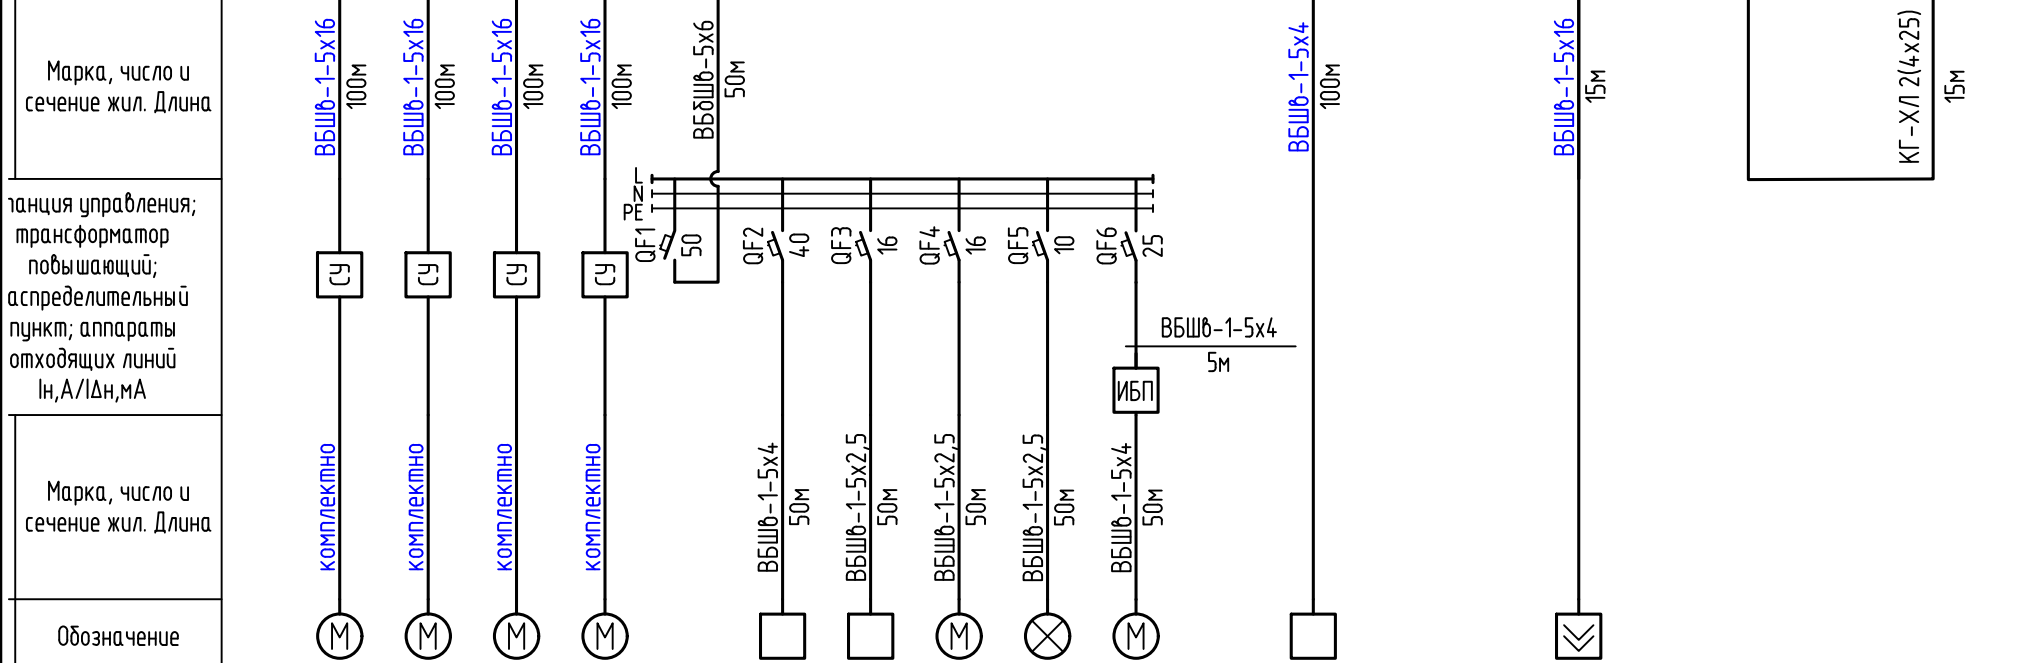 Марка, число и
сечение жил. Длина
ВБШв-1-5х16
100м
ВБШв-1-5х16
100м
ВБШв-1-5х16
100м
ВБШв-1-5х16
100м
ВБбШв-5х6
50м
ВБШв-1-5х4
100м
ВБШв-1-5х16
15м
КГ-ХЛ 2(4х25)
15м
управления;
трансформатор
повышающий;
аспределительный
пункт; аппараты
отходящих линий
Iн,А/IΔн,мА
L
N
PE
СУ
СУ
СУ
СУ
QF1
50
QF2
40
QF3
16
QF4
16
QF5
10
QF6
25
ВБШв-1-5х4
5м
ИБП
Марка, число и
сечение жил. Длина
комплектно
комплектно
комплектно
комплектно
ВБШв-1-5х4
50м
ВБШв-1-5х2,5
50м
ВБШв-1-5х2,5
50м
ВБШв-1-5х2,5
50м
ВБШв-1-5х4
50м
Обозначение
М
М
М
М
М
М